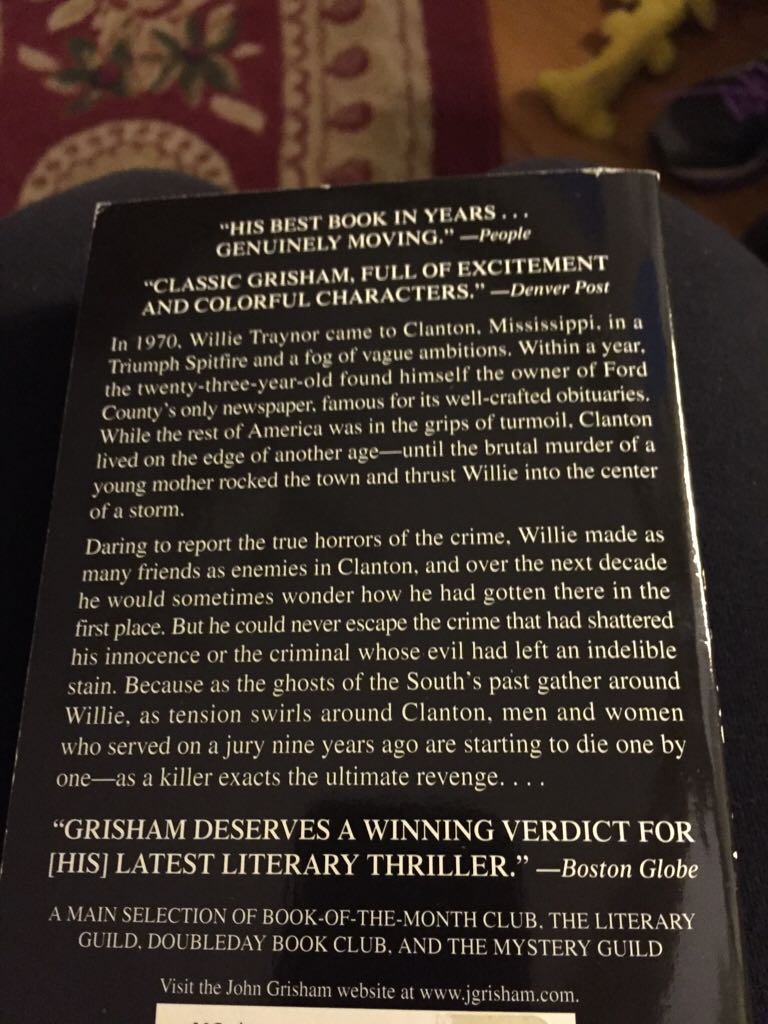 "HIS BEST BOOK IN YEARS . . .
GENUINELY MOVING." —People
"CLASSIC GRISHAM, FULL OF EXCITEMENT
AND COLORFUL CHARACTERS." —Denver Post
In 1970, Willie Traynor came to Clanton, Mississippi, in a
Triumph Spitfire and a fog of vague ambitions. Within a year,
the twenty-three-year-old found himself the owner of Ford
County's only newspaper, famous for its well-crafted obituaries.
While the rest of America was in the grips of turmoil, Clanton
lived on the edge of another age—until the brutal murder of a
young mother rocked the town and thrust Willie into the center
of a storm.
Daring to report the true horrors of the crime, Willie made as
many friends as enemies in Clanton, and over the next decade
he would sometimes wonder how he had gotten there in the
first place. But he could never escape the crime that had shattered
his innocence or the criminal whose evil had left an indelible
stain. Because as the ghosts of the South's past gather around
Willie, as tension swirls around Clanton, men and women
who served on a jury nine years ago are starting to die one by
one—as a killer exacts the ultimate revenge. . . .
"GRISHAM DESERVES A WINNING VERDICT FOR
[HIS] LATEST LITERARY THRILLER." —Boston Globe
A MAIN SELECTION OF BOOK-OF-THE-MONTH CLUB, THE LITERARY
GUILD, DOUBLEDAY BOOK CLUB, AND THE MYSTERY GUILD
Visit the John Grisham website at www.jgrisham.com.